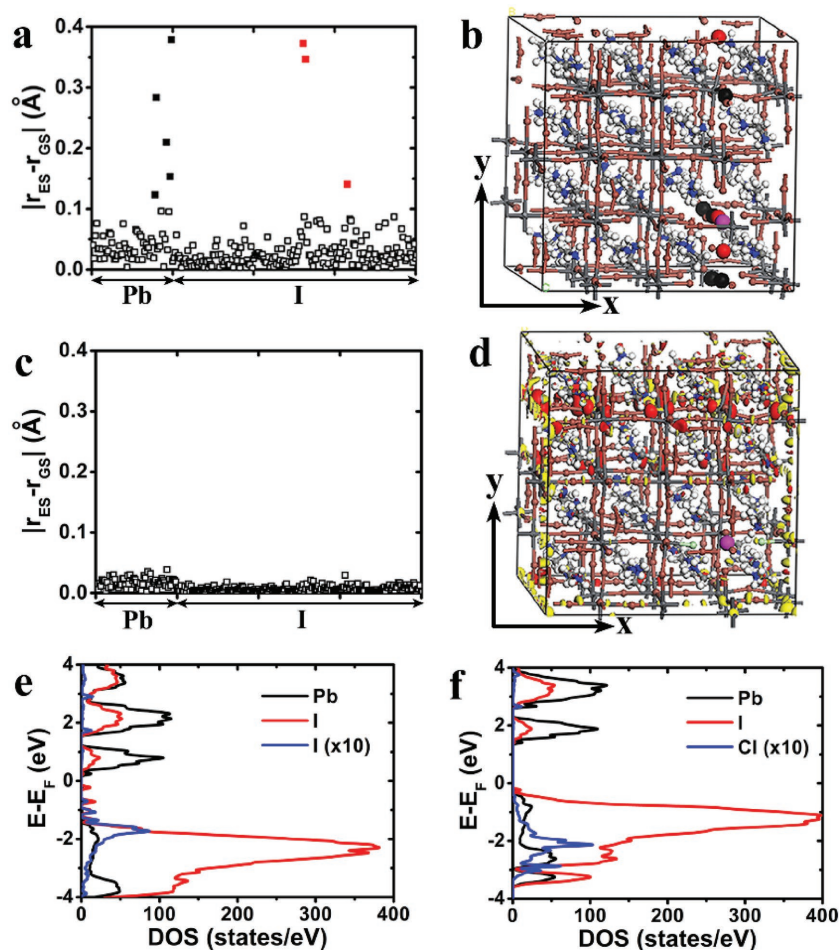 a
|r_ES-r_GS| (Å)
0.4
0.3
0.2
0.1
0.0
Pb
I
b
y
x
c
|r_ES-r_GS| (Å)
0.4
0.3
0.2
0.1
0.0
Pb
I
d
y
x
e
E-E_F (eV)
4
2
0
-2
-4
Pb
I
I (x10)
0 100 200 300 400
DOS (states/eV)
f
E-E_F (eV)
4
2
0
-2
-4
Pb
I
Cl (x10)
0 100 200 300 400
DOS (states/eV)